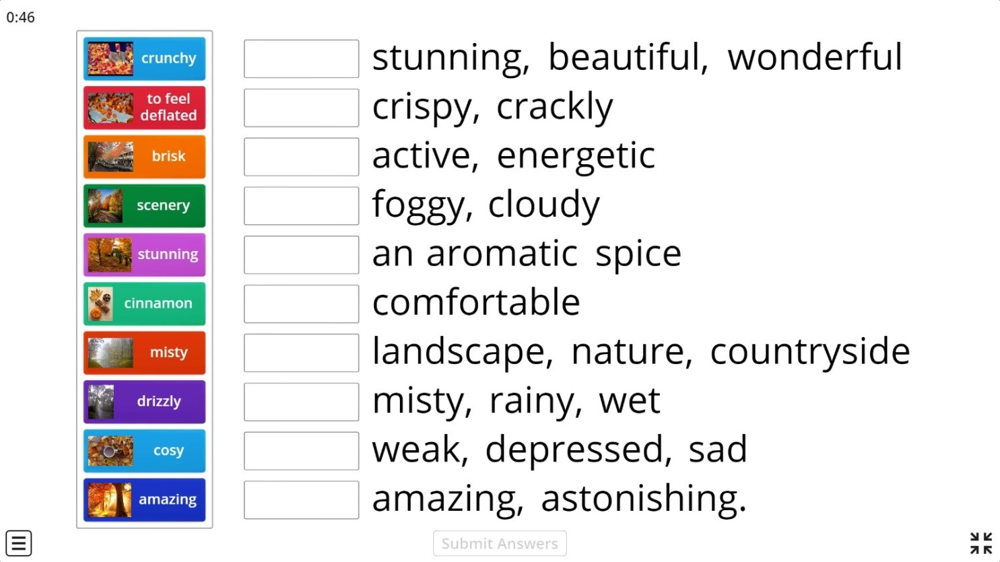 0:46
crunchy
to feel
deflated
brisk
scenery
stunning
cinnamon
misty
drizzly
cosy
amazing
stunning, beautiful, wonderful
crispy, crackly
active, energetic
foggy, cloudy
an aromatic spice
comfortable
landscape, nature, countryside
misty, rainy, wet
weak, depressed, sad
amazing, astonishing.
Submit Answers